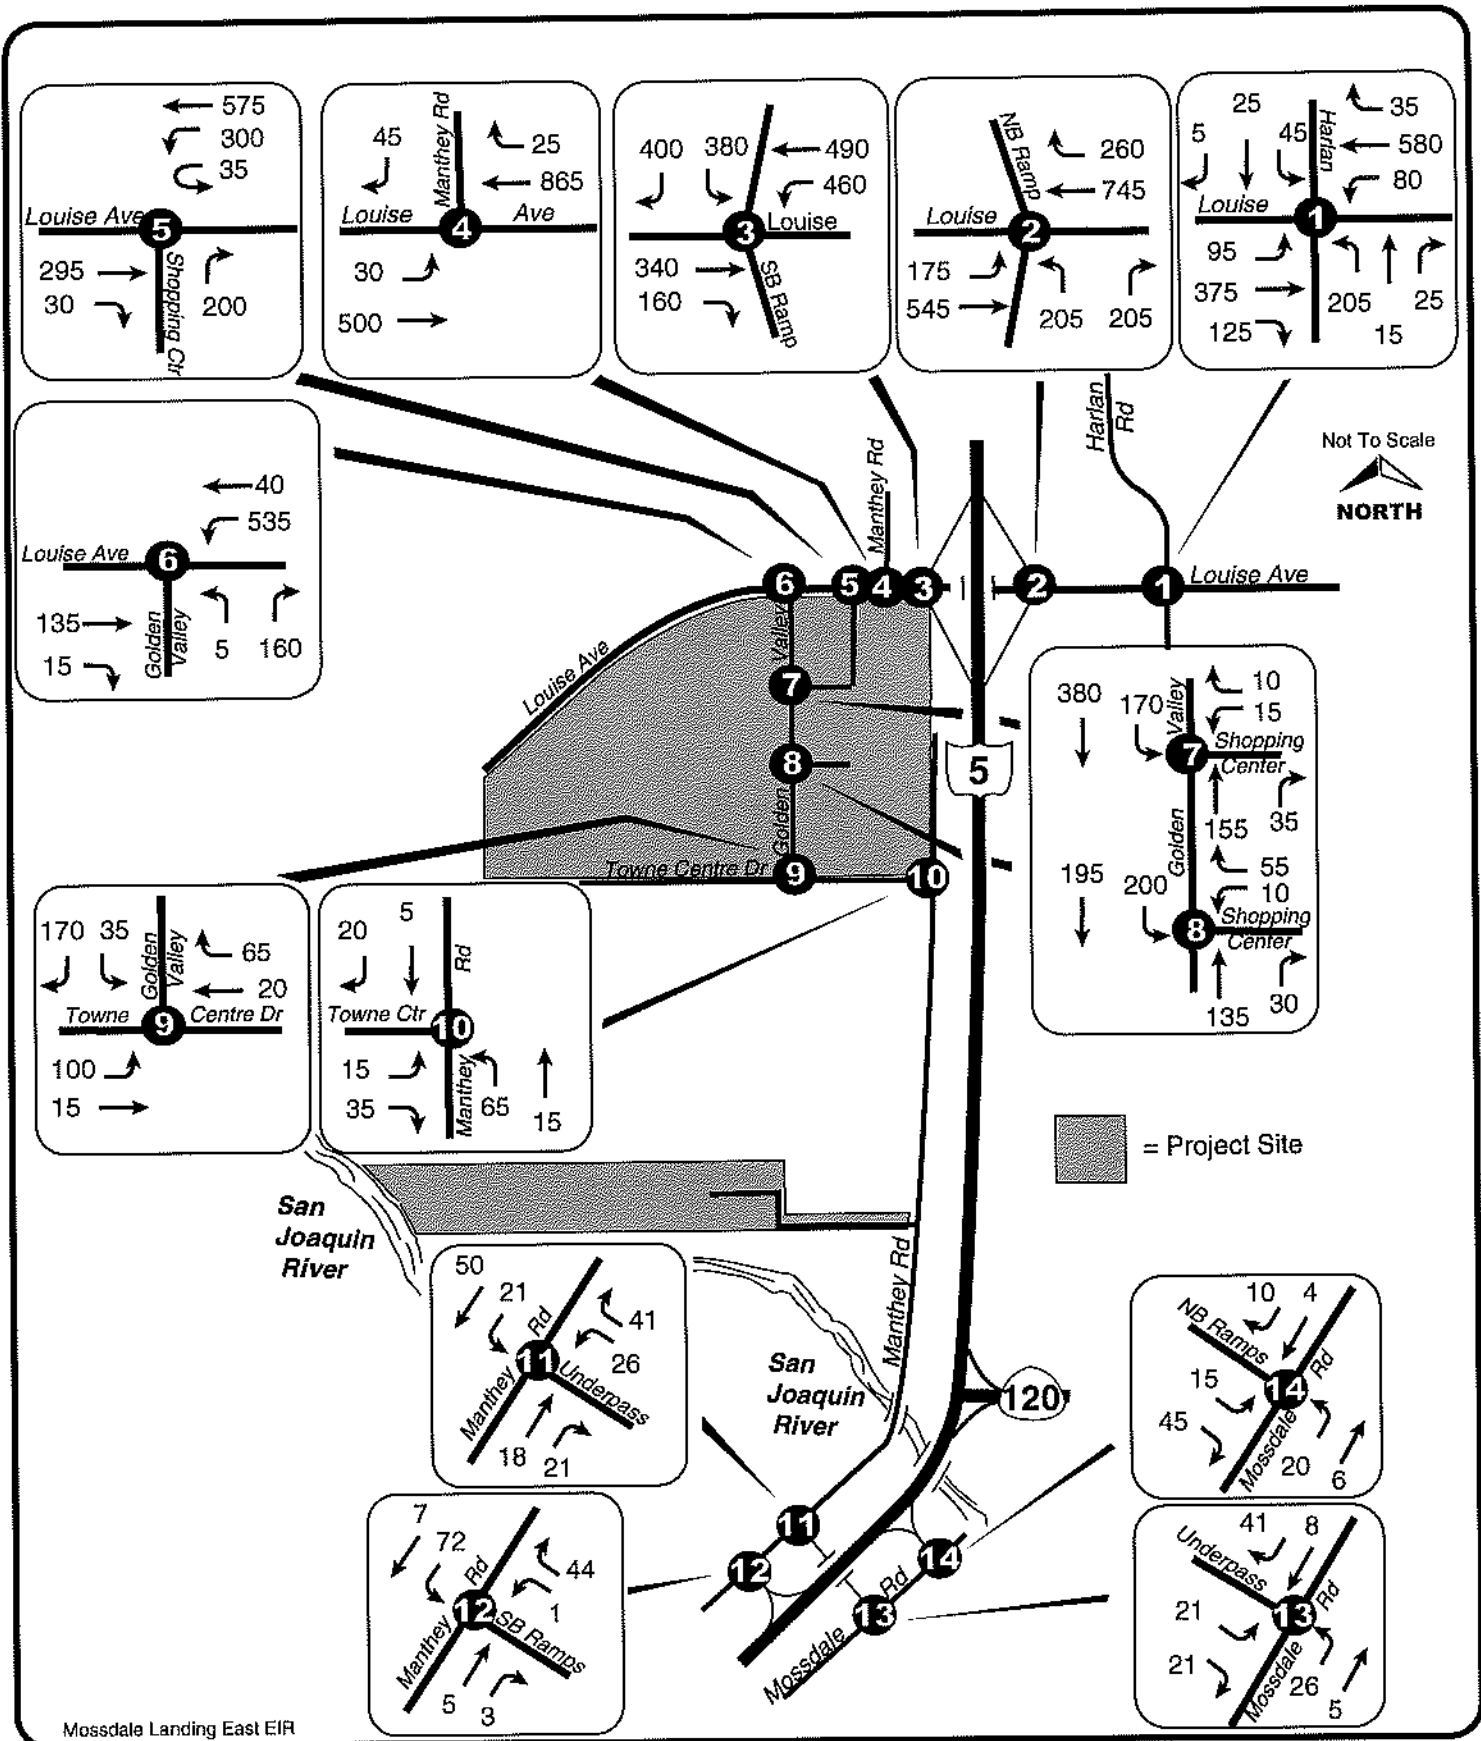 575
300
35
Louise Ave
5
295
30
200
Shopping Ctr
45
Manthey Rd
25
865
Louise
Ave
4
30
500
400
380
490
460
3
Louise
340
160
SB Ramp
NB Ramp
260
745
Louise
2
175
545
205
205
25
5
45
Harlan
35
580
80
Louise
1
95
375
125
205
15
25
40
535
Louise Ave
6
135
15
Golden
Valley
5
160
Harlan
Rd
Not To Scale
NORTH
Manthey Rd
6
5
4
3
2
1
Louise Ave
Louise Ave
Valley
7
8
Golden
Towne Centre Dr
9
10
5
380
170
Valley
10
15
7
Shopping
Center
Golden
155
35
195
200
55
10
8
Shopping
Center
135
30
170
35
Golden
Valley
65
20
Towne
9
Centre Dr
100
15
20
5
Rd
Towne Ctr
10
15
35
Manthey
65
15
= Project Site
San
Joaquin
River
Manthey Rd
San
Joaquin
River
120
50
21
Rd
41
26
11
Underpass
Manthey
18
21
7
72
Rd
44
1
12
SB Ramps
Manthey
5
3
11
12
13
14
Mossdale
Rd
10
4
NB Ramps
Rd
15
14
45
Mossdale
20
6
41
8
Underpass
Rd
21
13
21
Mossdale
26
5
Mossdale Landing East EIR